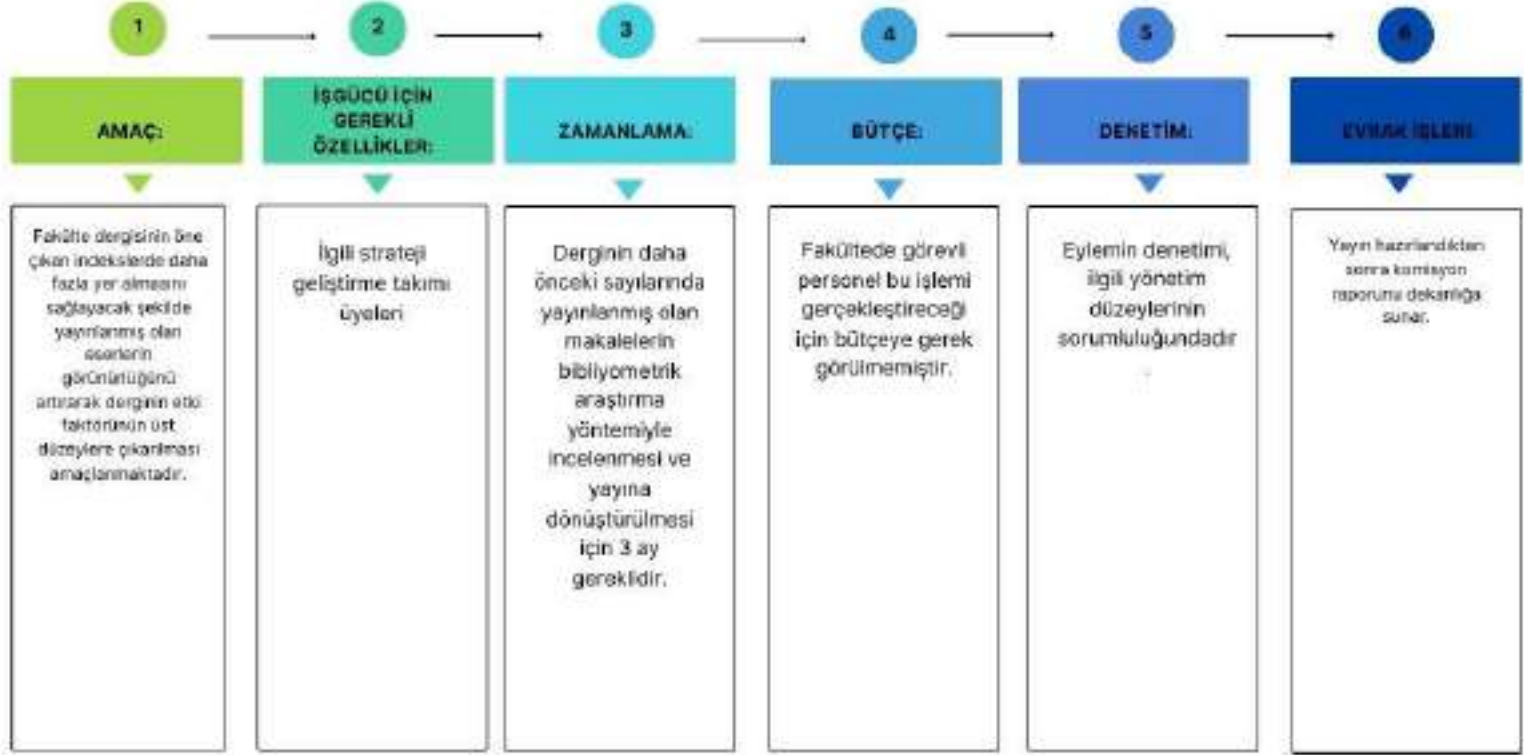 1
2
3
4
5
6
AMAÇ:
İŞGÜCÜ İÇİN
GEREKLİ
ÖZELLİKLER:
ZAMANLAMA:
BÜTÇE:
DENETİM:
EVRAK İŞLERİ:
Fakülte dergisinin öne
çıkan indekslerde daha
fazla yer almasını
sağlayacak şekilde
yayınlanmış olan
eserlerin
görünürlüğünü
artırarak derginin etki
faktörünün üst
düzeylere çıkarılması
amaçlanmaktadır.
İlgili strateji
geliştirme takımı
üyeleri
Derginin daha
önceki sayılarında
yayınlanmış olan
makalelerin
bibliyometrik
araştırma
yöntemiyle
incelenmesi ve
yayına
dönüştürülmesi
için 3 ay
gereklidir.
Fakültede görevli
personel bu işlemi
gerçekleştireceği
için bütçeye gerek
görülmemiştir.
Eylemin denetimi,
ilgili yönetim
düzeylerinin
sorumluluğundadır
.
Yayın hazırlandıktan
sonra komisyon
raporunu dekanlığa
sunar.